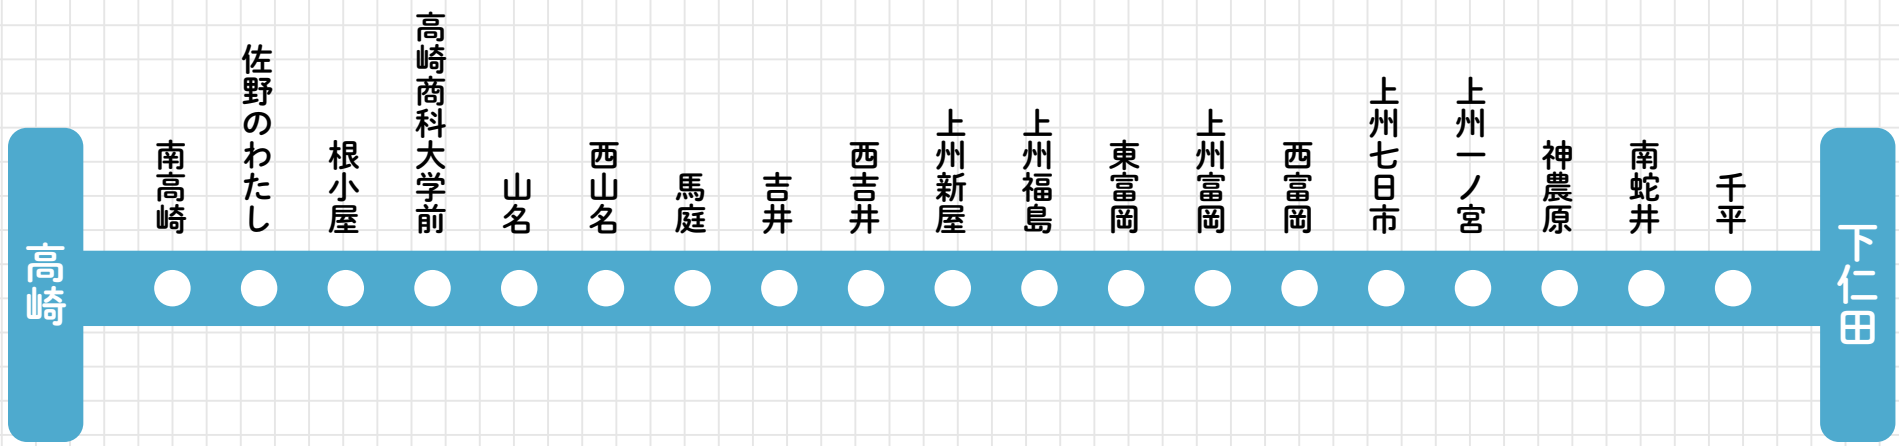 高崎
南高崎
佐野のわたし
根小屋
高崎商科大学前
山名
西山名
馬庭
吉井
西吉井
上州新屋
上州福島
東富岡
上州富岡
西富岡
上州七日市
上州一ノ宮
神農原
南蛇井
千平
下仁田